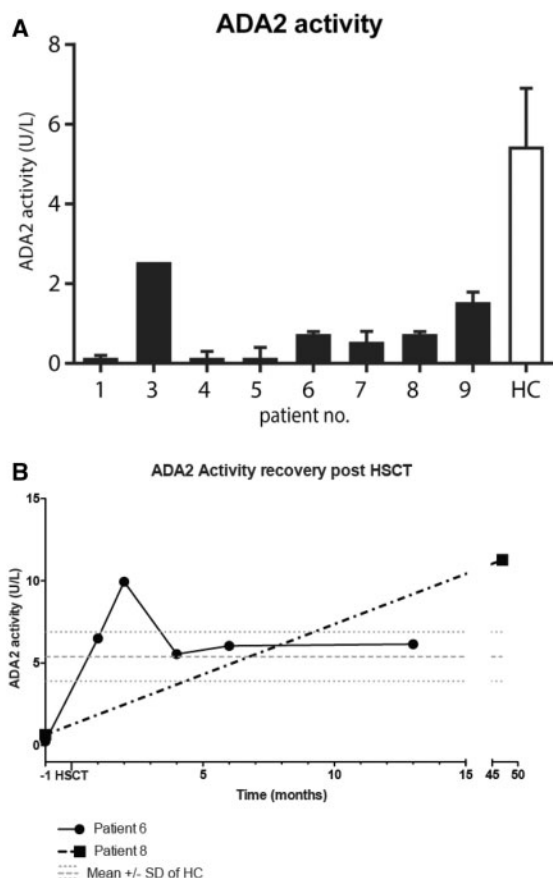 A
ADA2 activity
ADA2 activity (U/L)
8
6
4
2
0
1 3 4 5 6 7 8 9 HC
patient no.
B
ADA2 Activity recovery post HSCT
ADA2 activity (U/L)
15
10
5
0
-1 HSCT 5 10 15 45 50
Time (months)
Patient 6
Patient 8
Mean +/- SD of HC